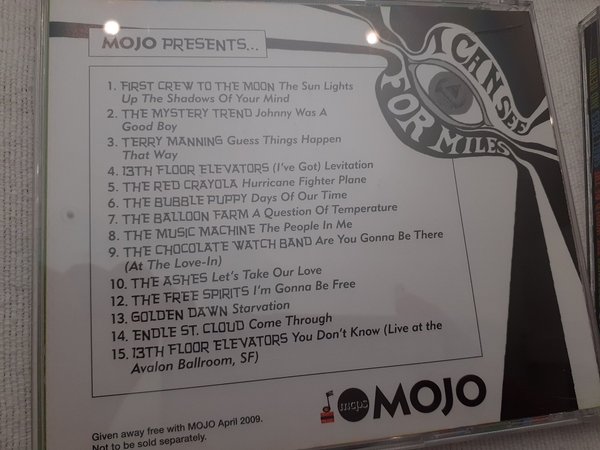 MOJO PRESENTS...
I CAN SEE
FOR MILES
1. FIRST CREW TO THE MOON The Sun Lights
Up The Shadows Of Your Mind
2. THE MYSTERY TREND Johnny Was A
Good Boy
3. TERRY MANNING Guess Things Happen
That Way
4. 13TH FLOOR ELEVATORS (I've Got) Levitation
5. THE RED CRAYOLA Hurricane Fighter Plane
6. THE BUBBLE PUPPY Days Of Our Time
7. THE BALLOON FARM A Question Of Temperature
8. THE MUSIC MACHINE The People In Me
9. THE CHOCOLATE WATCH BAND Are You Gonna Be There
(At The Love-In)
10. THE ASHES Let's Take Our Love
12. THE FREE SPIRITS I'm Gonna Be Free
13. GOLDEN DAWN Starvation
14. ENDLE ST. CLOUD Come Through
15. 13TH FLOOR ELEVATORS You Don't Know (Live at the
Avalon Ballroom, SF)
mcps
MOJO
Given away free with MOJO April 2009.
Not to be sold separately.